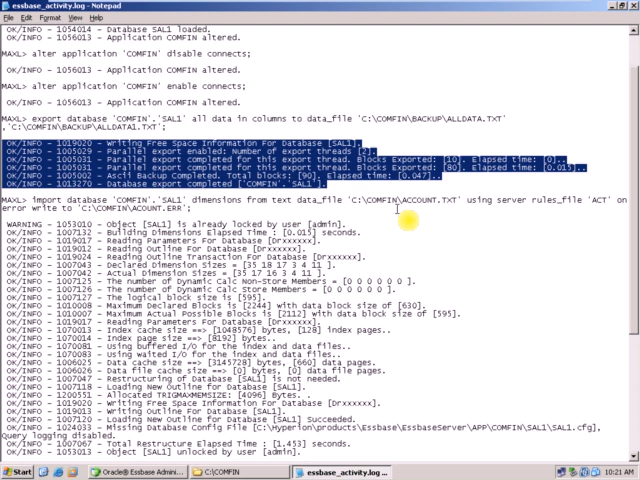 essbase_activity.log - Notepad
File Edit Format View Help
OK/INFO - 1054014 - Database SAL1 loaded.
OK/INFO - 1056013 - Application COMFIN altered.
MAXL> alter application 'COMFIN' disable connects;
OK/INFO - 1056013 - Application COMFIN altered.
MAXL> alter application 'COMFIN' enable connects;
OK/INFO - 1056013 - Application COMFIN altered.
MAXL> export database 'COMFIN'.'SAL1' all data in columns to data_file 'C:\COMFIN\BACKUP\ALLDATA.TXT'
,'C:\COMFIN\BACKUP\ALLDATA1.TXT';
OK/INFO - 1019020 - Writing Free Space Information For Database [SAL1].
OK/INFO - 1005029 - Parallel export enabled: Number of export threads [2].
OK/INFO - 1005031 - Parallel export completed for this export thread. Blocks Exported: [10]. Elapsed time: [0]..
OK/INFO - 1005031 - Parallel export completed for this export thread. Blocks Exported: [80]. Elapsed time: [0.015]..
OK/INFO - 1005002 - Ascii Backup Completed. Total blocks: [90]. Elapsed time: [0.047]..
OK/INFO - 1013270 - Database export completed ['COMFIN'.'SAL1'].
MAXL> import database 'COMFIN'.'SAL1' dimensions from text data_file 'C:\COMFIN\ACCOUNT.TXT' using server rules_file 'ACT' on
error write to 'C:\COMFIN\ACOUNT.ERR';
WARNING - 1053010 - Object [SAL1] is already locked by user [admin].
OK/INFO - 1007132 - Building Dimensions Elapsed Time : [0.015] seconds.
OK/INFO - 1019017 - Reading Parameters For Database [Drxxxxxx].
OK/INFO - 1019012 - Reading Outline For Database [Drxxxxxx].
OK/INFO - 1019024 - Reading Outline Transaction For Database [Drxxxxxx].
OK/INFO - 1007043 - Declared Dimension Sizes = [35 18 17 3 4 11 ].
OK/INFO - 1007042 - Actual Dimension Sizes = [35 17 16 3 4 11 ].
OK/INFO - 1007125 - The number of Dynamic Calc Non-Store Members = [0 0 0 0 0 0 ].
OK/INFO - 1007126 - The number of Dynamic Calc Store Members = [0 0 0 0 0 0 ].
OK/INFO - 1007127 - The logical block size is [595].
OK/INFO - 1010008 - Maximum Declared Blocks is [2244] with data block size of [630].
OK/INFO - 1010007 - Maximum Actual Possible Blocks is [2112] with data block size of [595].
OK/INFO - 1019017 - Reading Parameters For Database [Drxxxxxx].
OK/INFO - 1070013 - Index cache size ==> [1048576] bytes, [128] index pages..
OK/INFO - 1070014 - Index page size ==> [8192] bytes..
OK/INFO - 1070081 - Using buffered I/O for the index and data files..
OK/INFO - 1070083 - Using waited I/O for the index and data files..
OK/INFO - 1006025 - Data cache size ==> [3145728] bytes, [660] data pages.
OK/INFO - 1006026 - Data file cache size ==> [0] bytes, [0] data file pages.
OK/INFO - 1007047 - Restructuring of Database [SAL1] is not needed.
OK/INFO - 1007118 - Loading New Outline for Database [SAL1].
OK/INFO - 1200551 - Allocated TRIGMAXMEMSIZE: [4096] Bytes. .
OK/INFO - 1019020 - Writing Free Space Information For Database [Drxxxxxx].
OK/INFO - 1019013 - Writing Outline For Database [SAL1].
OK/INFO - 1007120 - Loading New Outline for Database [SAL1] Succeeded.
OK/INFO - 1024033 - Missing Database Config File [C:\Hyperion\products\Essbase\EssbaseServer\APP\COMFIN\SAL1\SAL1.cfg],
Query logging disabled.
OK/INFO - 1007067 - Total Restructure Elapsed Time : [1.453] seconds.
OK/INFO - 1053013 - Object [SAL1] unlocked by user [admin].
Start Oracle® Essbase Admini... C:\COMFIN essbase_activity.log ... 10:21 AM